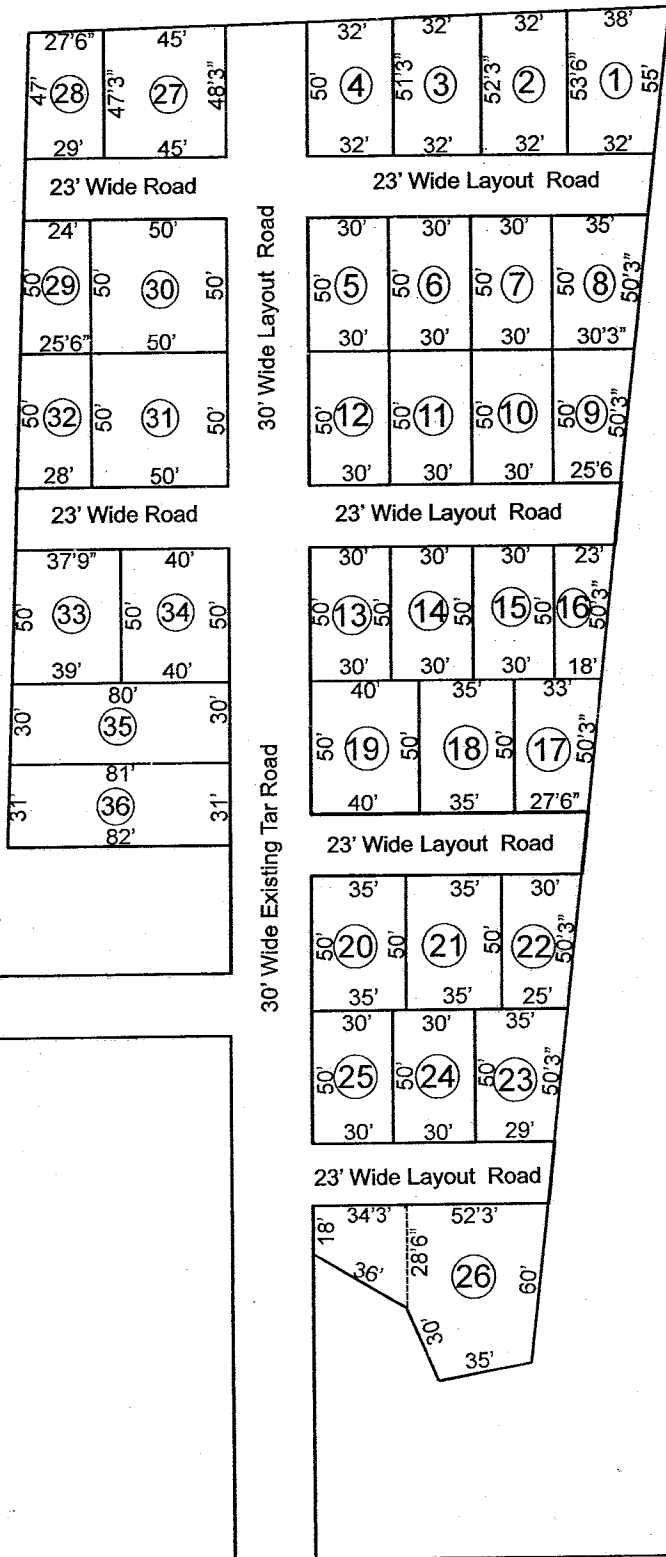 27'6" 45' 32' 32' 32' 38'
47' 28 47'3" 27 48'3" 50' 4 51'3" 3 52'3" 2 53'6" 1 55'
29' 45' 32' 32' 32' 32'
23' Wide Road 23' Wide Layout Road
24' 50' 30' 30' 30' 35'
50' 29 50' 30 50' 50' 5 50' 6 50' 7 50' 8 50'3"
25'6" 50' 30' 30' 30' 30'3"
30' Wide Layout Road
50' 32 50' 31 50' 50' 12 50' 11 50' 10 50' 9 50'3"
28' 50' 30' 30' 30' 25'6
23' Wide Road 23' Wide Layout Road
37'9" 40' 30' 30' 30' 23'
50' 33 50' 34 50' 50' 13 50' 14 50' 15 50' 16 50'3"
39' 40' 30' 30' 30' 18'
80' 40' 35' 33'
30' 35 30' 50' 19 50' 18 50' 17 50'3"
81'
31' 36 31' 40' 35' 27'6"
82'
30' Wide Existing Tar Road
23' Wide Layout Road
35' 35' 30'
50' 20 50' 21 50' 22 50'3"
35' 35' 25'
30' 30' 35'
50' 25 50' 24 50' 23 50'3"
30' 30' 29'
23' Wide Layout Road
34'3" 52'3'
18' 28'6" 26 60'
36'
30'
35'